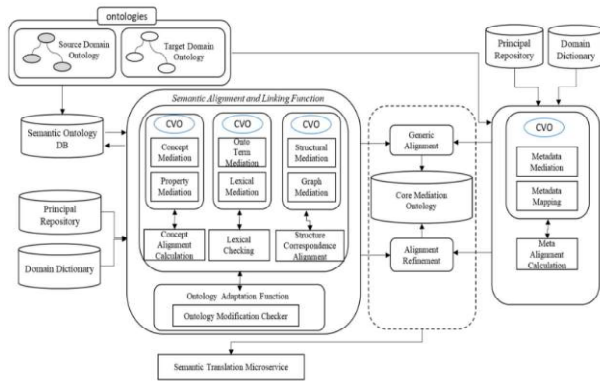 ontologies
Source Domain
Ontology
Target Domain
Ontology
Principal
Repository
Domain
Dictionary
Semantic Alignment and Linking Function
Semantic Ontology
DB
CVO
CVO
CVO
CVO
Concept
Mediation
Onto
Term
Mediation
Structural
Mediation
Generic
Alignment
Metadata
Mediation
Property
Mediation
Lexical
Mediation
Graph
Mediation
Core Mediation
Ontology
Metadata
Mapping
Principal
Repository
Domain
Dictionary
Concept
Alignment
Calculation
Lexical
Checking
Structure
Correspondence
Alignment
Alignment
Refinement
Meta
Alignment
Calculation
Ontology Adaptation Function
Ontology Modification Checker
Semantic Translation Microservice